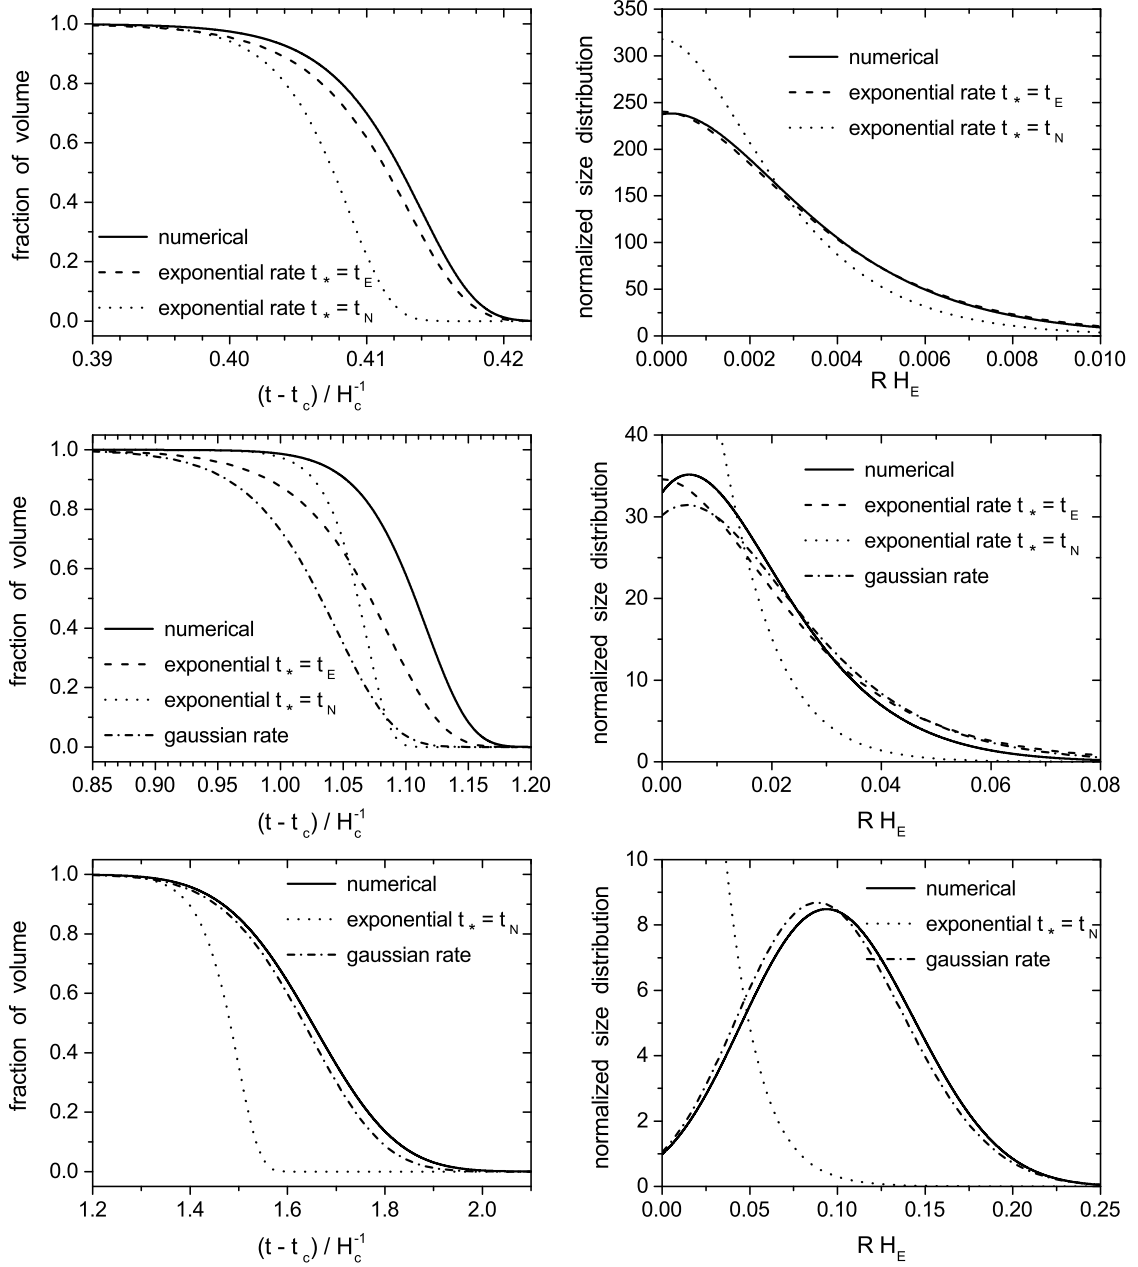 fraction of volume
1.0
0.8
0.6
0.4
0.2
0.0
numerical
exponential rate t * = t E
exponential rate t * = t N
0.39 0.40 0.41 0.42
(t - t c) / H c -1
normalized size distribution
350
300
250
200
150
100
50
0
numerical
exponential rate t * = t E
exponential rate t * = t N
0.000 0.002 0.004 0.006 0.008 0.010
R H E
fraction of volume
1.0
0.8
0.6
0.4
0.2
0.0
numerical
exponential t * = t E
exponential t * = t N
gaussian rate
0.85 0.90 0.95 1.00 1.05 1.10 1.15 1.20
(t - t c) / H c -1
normalized size distribution
40
30
20
10
0
numerical
exponential rate t * = t E
exponential rate t * = t N
gaussian rate
0.00 0.02 0.04 0.06 0.08
R H E
fraction of volume
1.0
0.8
0.6
0.4
0.2
0.0
numerical
exponential t * = t N
gaussian rate
1.2 1.4 1.6 1.8 2.0
(t - t c) / H c -1
normalized size distribution
10
8
6
4
2
0
numerical
exponential t * = t N
gaussian rate
0.00 0.05 0.10 0.15 0.20 0.25
R H E